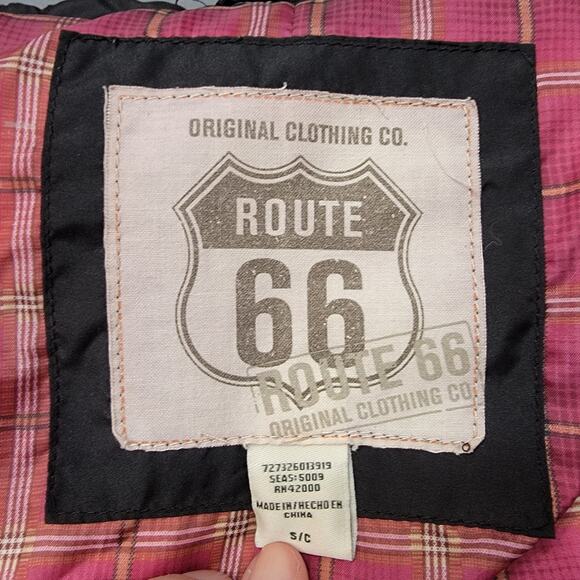 ORIGINAL CLOTHING CO.
ROUTE
66
ROUTE 66
ORIGINAL CLOTHING CO.
727326013919
SEAS: 5009
RN42000
MADE IN/HECHO EN
CHINA
S/C